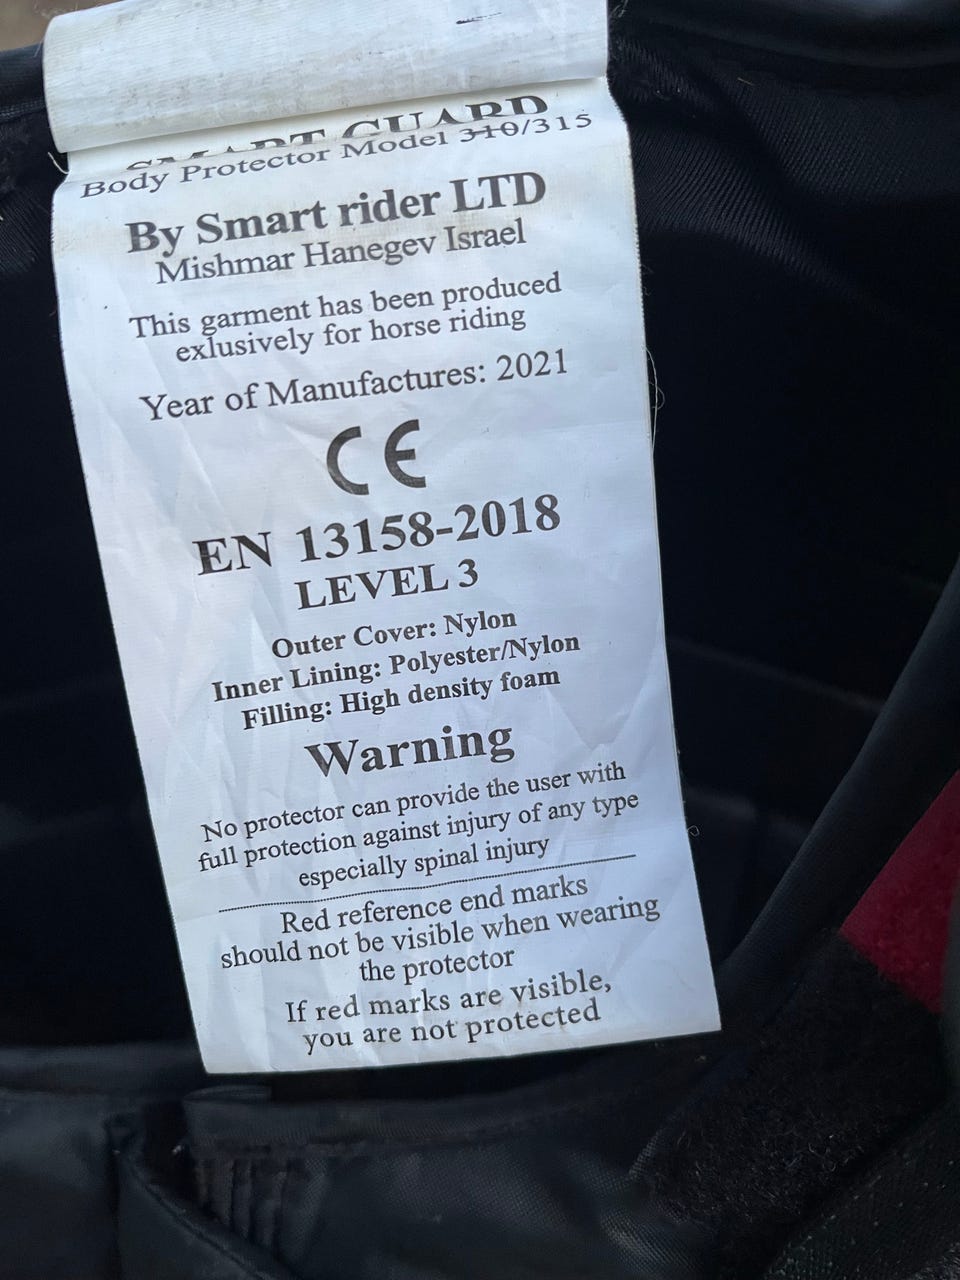 SMART GUARD
Body Protector Model 310/315
By Smart rider LTD
Mishmar Hanegev Israel
This garment has been produced
exlusively for horse riding
Year of Manufactures: 2021
CE
EN 13158-2018
LEVEL 3
Outer Cover: Nylon
Inner Lining: Polyester/Nylon
Filling: High density foam
Warning
No protector can provide the user with
full protection against injury of any type
especially spinal injury
Red reference end marks
should not be visible when wearing
the protector
If red marks are visible,
you are not protected